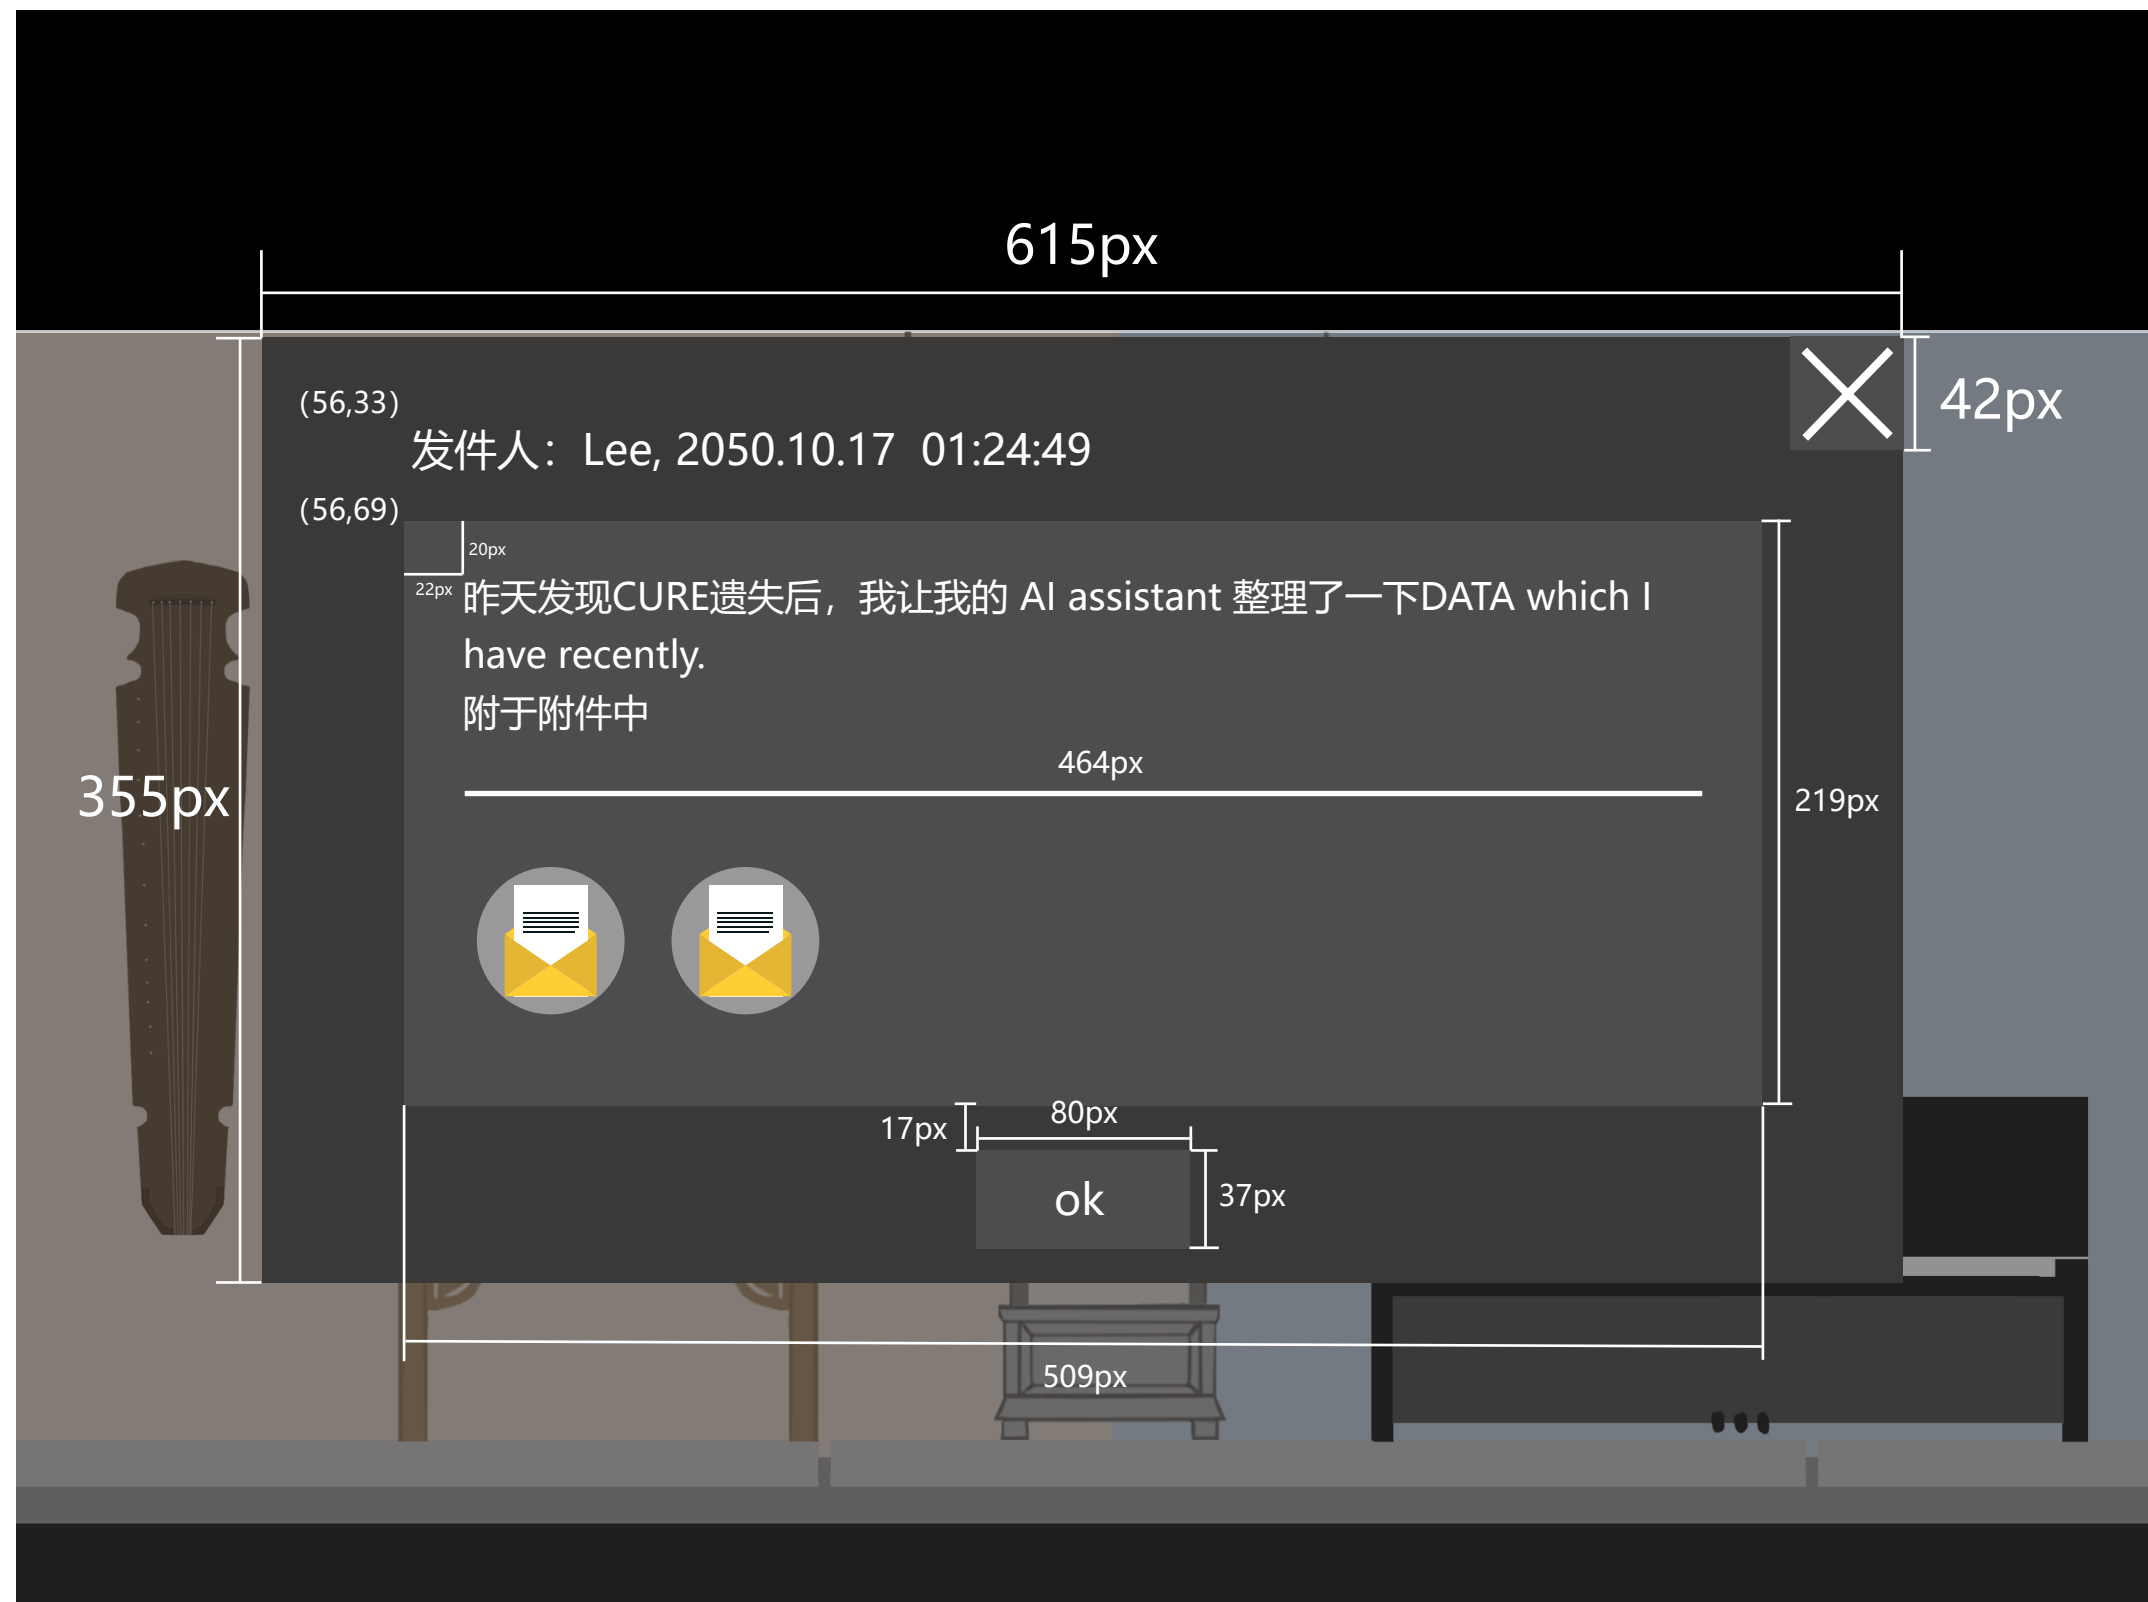 615px
42px
（56,33）
发件人：Lee, 2050.10.17  01:24:49
（56,69）
20px
22px
昨天发现CURE遗失后，我让我的 AI assistant 整理了一下DATA which I
have recently.
附于附件中
464px
355px
219px
17px
80px
ok
37px
509px